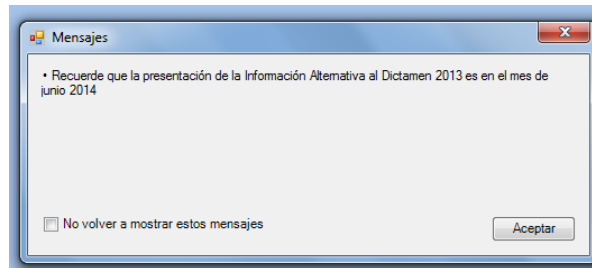 Mensajes
• Recuerde que la presentación de la Información Alternativa al Dictamen 2013 es en el mes de
junio 2014
No volver a mostrar estos mensajes
Aceptar